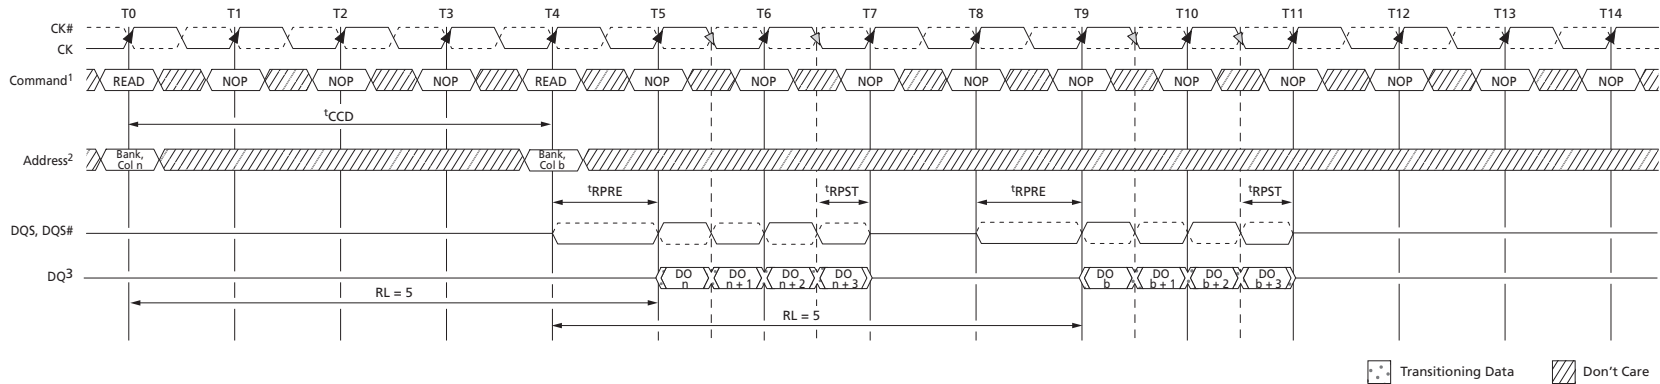 T0 T1 T2 T3 T4 T5 T6 T7 T8 T9 T10 T11 T12 T13 T14
CK#
CK
Command1 READ NOP NOP NOP READ NOP NOP NOP NOP NOP NOP NOP NOP NOP NOP
tCCD
Address2 Bank, Col n Bank, Col b
tRPRE tRPST tRPRE tRPST
DQS, DQS#
DQ3 DO n DO n + 1 DO n + 2 DO n + 3 DO b DO b + 1 DO b + 2 DO b + 3
RL = 5
RL = 5
Transitioning Data Don't Care